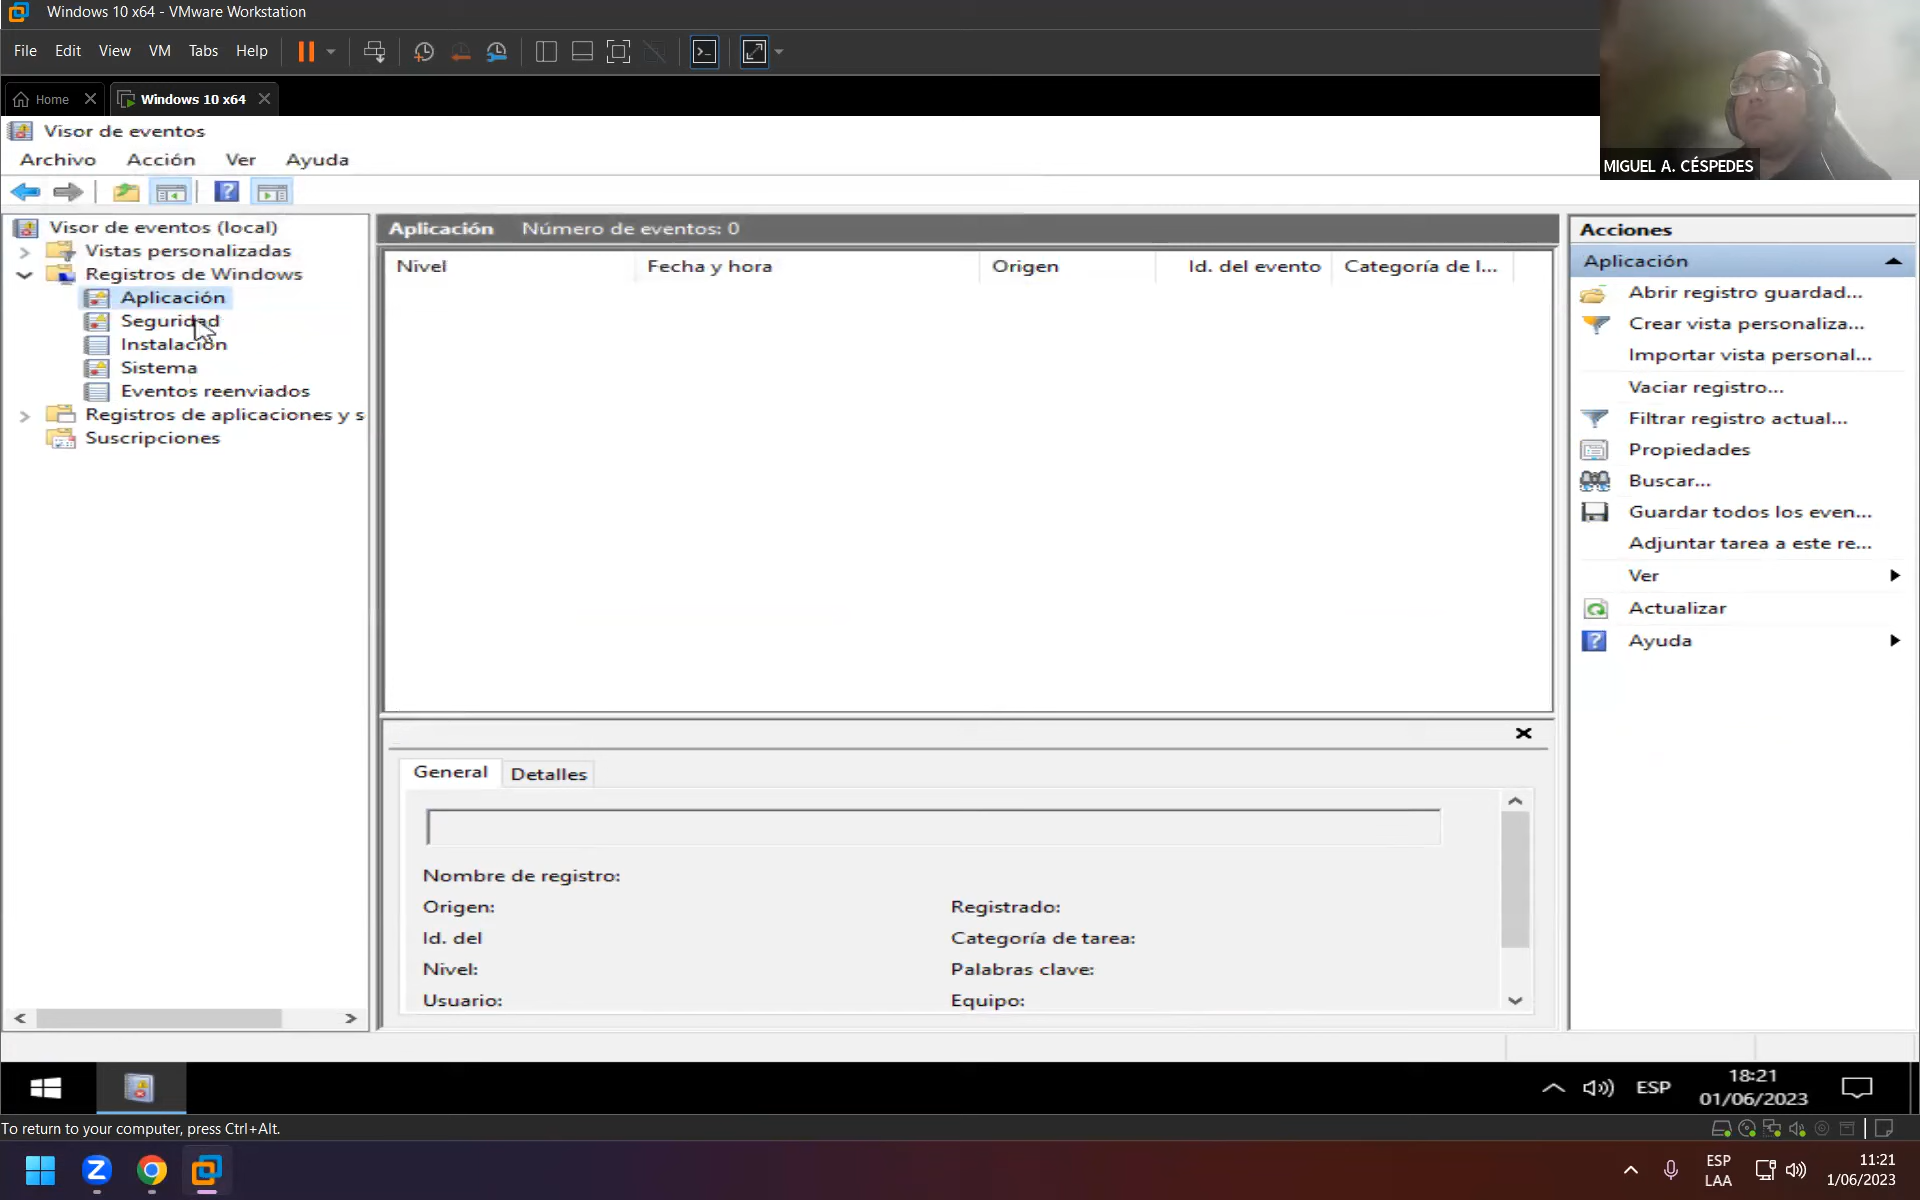 Windows 10 x64 - VMware Workstation
File Edit View VM Tabs Help
Home
Windows 10 x64
MIGUEL A. CÉSPEDES
Visor de eventos
Archivo Acción Ver Ayuda
Visor de eventos (local)
Vistas personalizadas
Registros de Windows
Aplicación
Seguridad
Instalación
Sistema
Eventos reenviados
Registros de aplicaciones y s
Suscripciones
Aplicación Número de eventos: 0
Nivel Fecha y hora Origen Id. del evento Categoría de l...
General Detalles
Nombre de registro:
Origen: Registrado:
Id. del Categoría de tarea:
Nivel: Palabras clave:
Usuario: Equipo:
Acciones
Aplicación
Abrir registro guardad...
Crear vista personaliza...
Importar vista personal...
Vaciar registro...
Filtrar registro actual...
Propiedades
Buscar...
Guardar todos los even...
Adjuntar tarea a este re...
Ver
Actualizar
Ayuda
ESP
18:21
01/06/2023
To return to your computer, press Ctrl+Alt.
ESP
LAA
11:21
1/06/2023